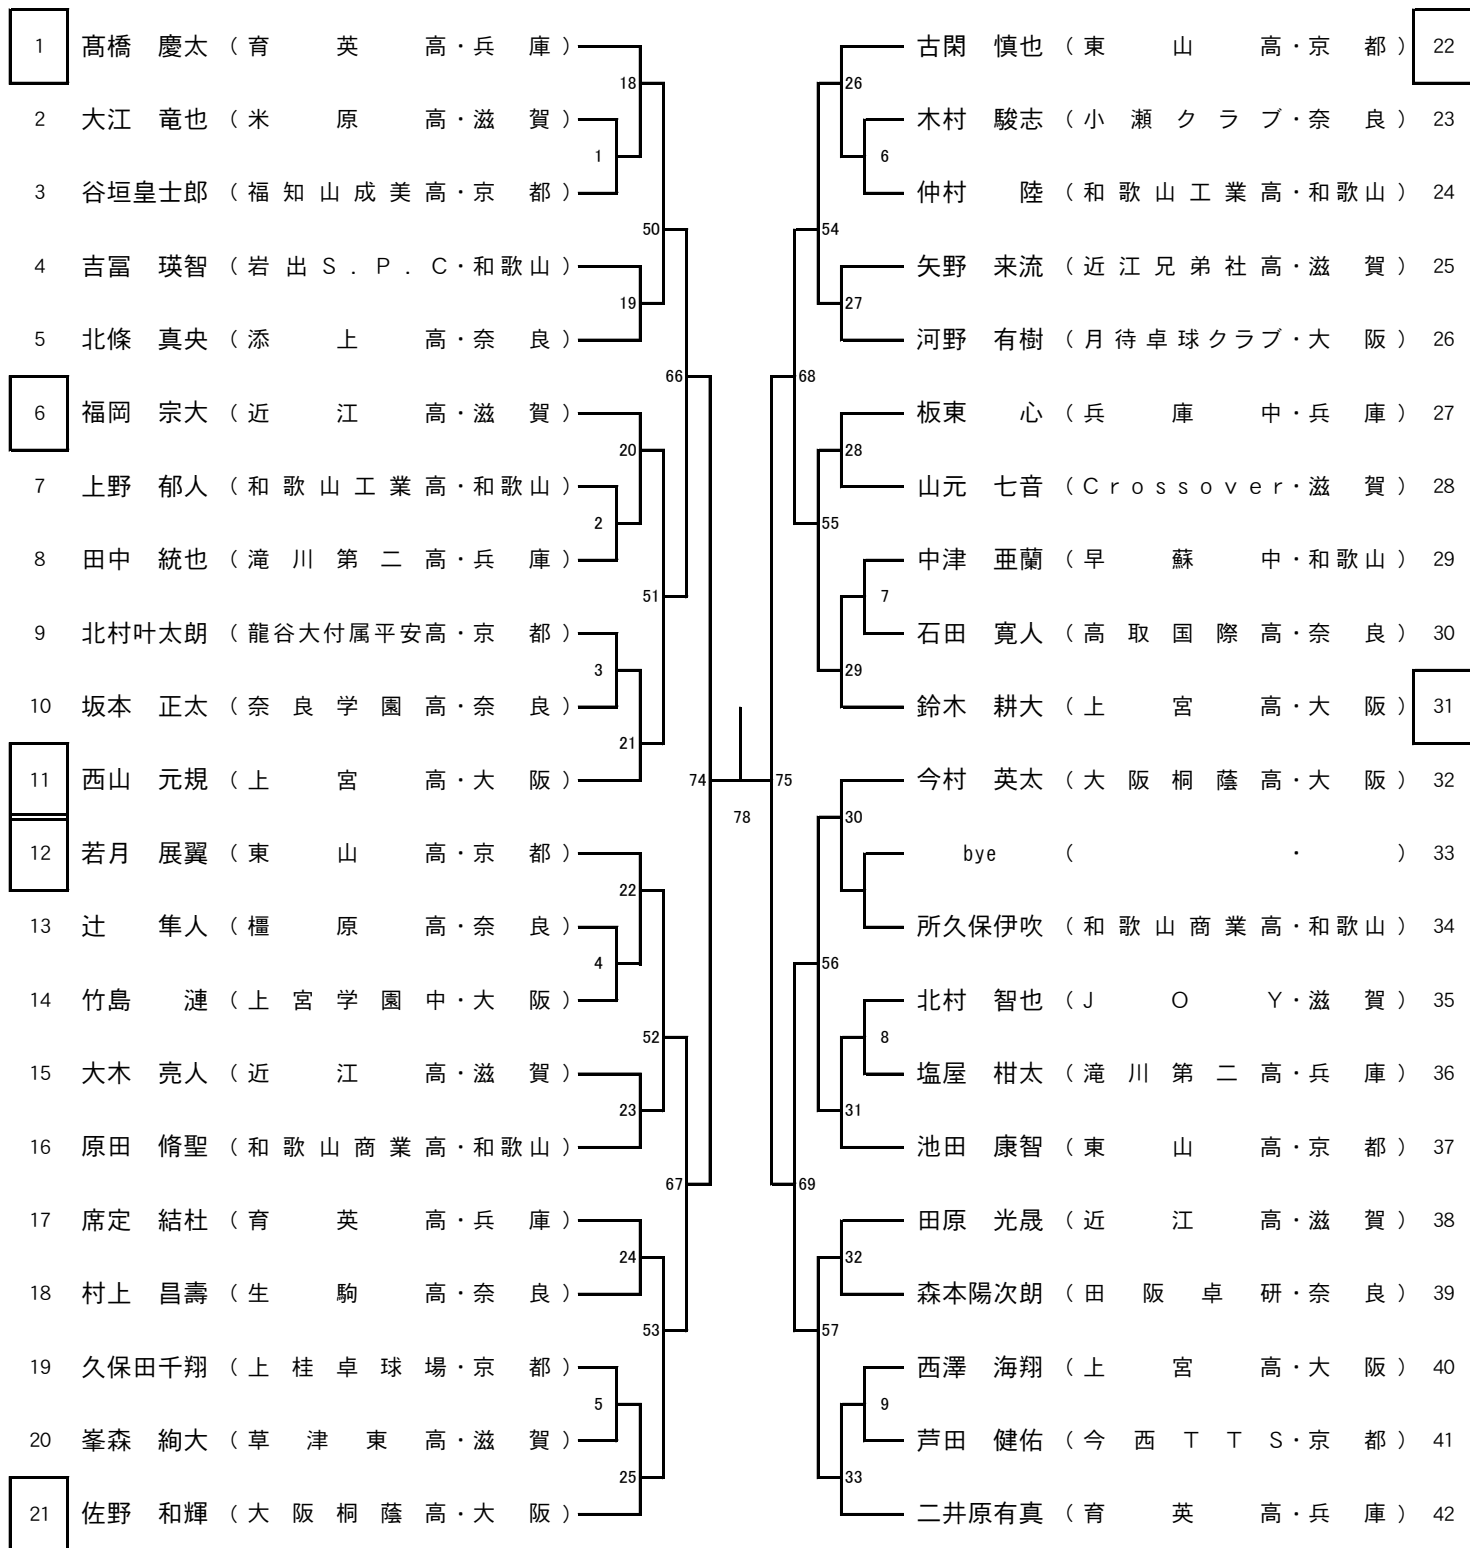 1 髙橋 慶太 (育英高・兵庫)
18
2 大江 竜也 (米原高・滋賀)
1
3 谷垣皇士郎 (福知山成美高・京都)
50
4 吉冨 瑛智 (岩出S.P.C・和歌山)
19
5 北條 真央 (添上高・奈良)
66
6 福岡 宗大 (近江高・滋賀)
20
7 上野 郁人 (和歌山工業高・和歌山)
2
8 田中 統也 (滝川第二高・兵庫)
51
9 北村叶太朗 (龍谷大付属平安高・京都)
3
10 坂本 正太 (奈良学園高・奈良)
21
11 西山 元規 (上宮高・大阪)
74
12 若月 展翼 (東山高・京都)
22
13 辻 隼人 (橿原高・奈良)
4
14 竹島 漣 (上宮学園中・大阪)
52
15 大木 亮人 (近江高・滋賀)
23
16 原田 脩聖 (和歌山商業高・和歌山)
67
17 席定 結杜 (育英高・兵庫)
24
18 村上 昌壽 (生駒高・奈良)
53
19 久保田千翔 (上桂卓球場・京都)
5
20 峯森 絢大 (草津東高・滋賀)
25
21 佐野 和輝 (大阪桐蔭高・大阪)
78
古閑 慎也 (東山高・京都) 22
26
木村 駿志 (小瀬クラブ・奈良) 23
6
仲村 陸 (和歌山工業高・和歌山) 24
54
矢野 来流 (近江兄弟社高・滋賀) 25
27
河野 有樹 (月待卓球クラブ・大阪) 26
68
板東 心 (兵庫中・兵庫) 27
28
山元 七音 (Crossover・滋賀) 28
55
中津 亜蘭 (早蘇中・和歌山) 29
7
石田 寛人 (高取国際高・奈良) 30
29
鈴木 耕大 (上宮高・大阪) 31
75
今村 英太 (大阪桐蔭高・大阪) 32
30
bye ( ・ ) 33
所久保伊吹 (和歌山商業高・和歌山) 34
56
北村 智也 (JOY・滋賀) 35
8
塩屋 柑太 (滝川第二高・兵庫) 36
31
池田 康智 (東山高・京都) 37
69
田原 光晟 (近江高・滋賀) 38
32
森本陽次朗 (田阪卓研・奈良) 39
57
西澤 海翔 (上宮高・大阪) 40
9
芦田 健佑 (今西TTS・京都) 41
33
二井原有真 (育英高・兵庫) 42